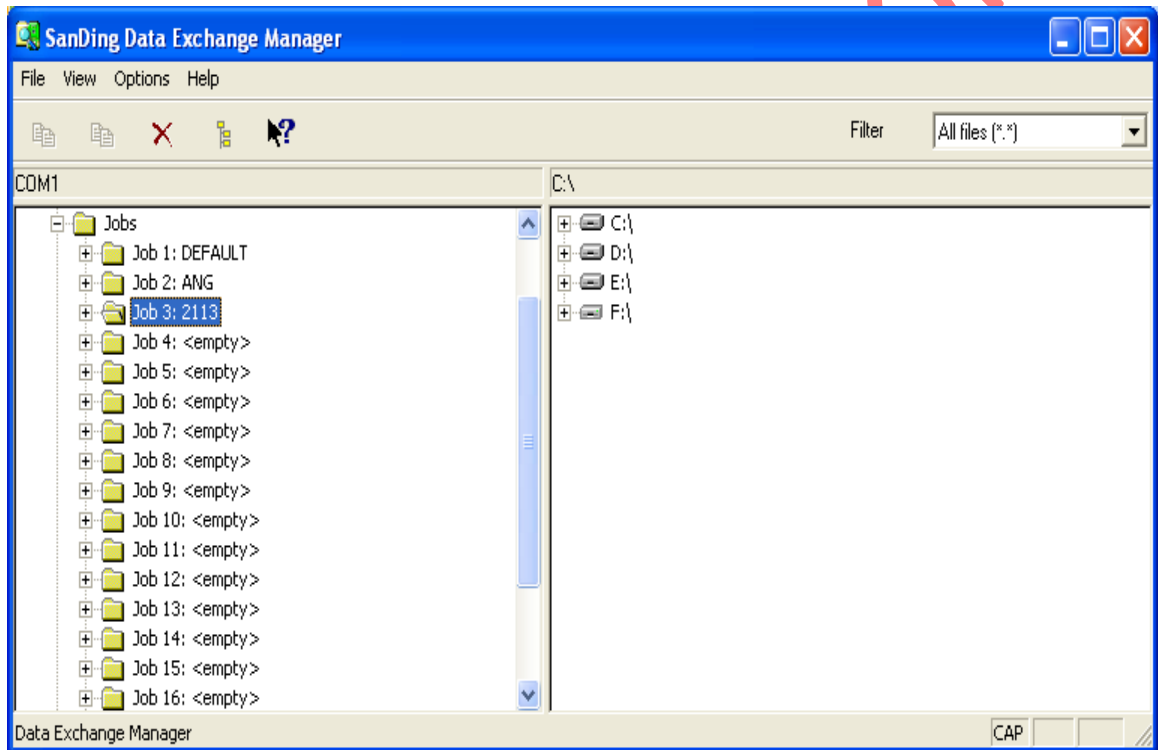 SanDing Data Exchange Manager
File View Options Help
Filter All files (*.*)
COM1
C:\
Jobs
Job 1: DEFAULT
Job 2: ANG
Job 3: 2113
Job 4: <empty>
Job 5: <empty>
Job 6: <empty>
Job 7: <empty>
Job 8: <empty>
Job 9: <empty>
Job 10: <empty>
Job 11: <empty>
Job 12: <empty>
Job 13: <empty>
Job 14: <empty>
Job 15: <empty>
Job 16: <empty>
C:\
D:\
E:\
F:\
Data Exchange Manager
CAP